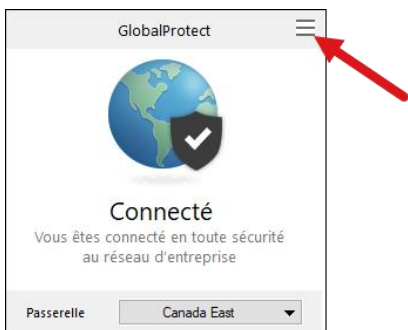 GlobalProtect
Connecté
Vous êtes connecté en toute sécurité
au réseau d'entreprise
Passerelle Canada East